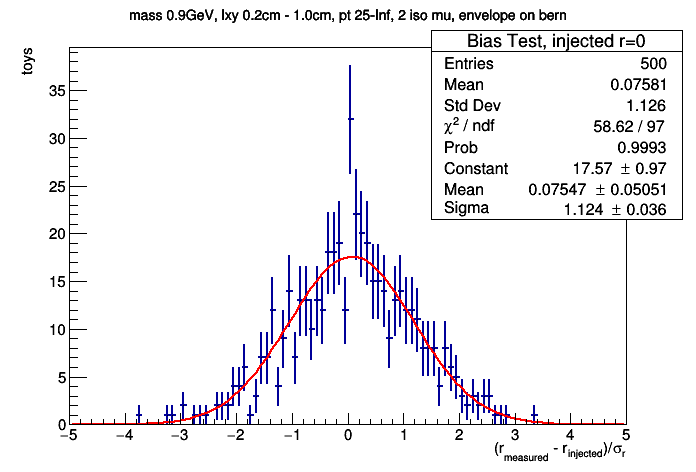 mass 0.9GeV, lxy 0.2cm - 1.0cm, pt 25-Inf, 2 iso mu, envelope on bern
Bias Test, injected r=0
Entries 500
Mean 0.07581
Std Dev 1.126
χ² / ndf 58.62 / 97
Prob 0.9993
Constant 17.57 ± 0.97
Mean 0.07547 ± 0.05051
Sigma 1.124 ± 0.036
toys
35
30
25
20
15
10
5
0
−5 −4 −3 −2 −1 0 1 2 3 4 5
(r_measured - r_injected)/σ_r